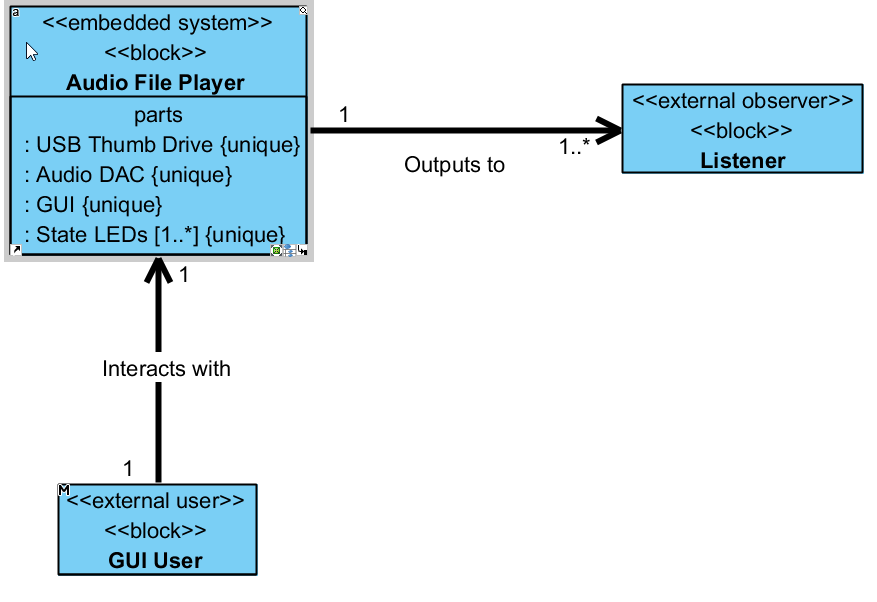 a
<<embedded system>>
<<block>>
Audio File Player
parts
: USB Thumb Drive {unique}
: Audio DAC {unique}
: GUI {unique}
: State LEDs [1..*] {unique}
1
1..*
Outputs to
<<external observer>>
<<block>>
Listener
1
Interacts with
1
M
<<external user>>
<<block>>
GUI User